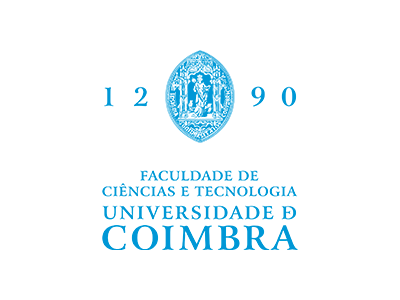 12 90
FACULDADE DE
CIÊNCIAS E TECNOLOGIA
UNIVERSIDADE Ð
COIMBRA